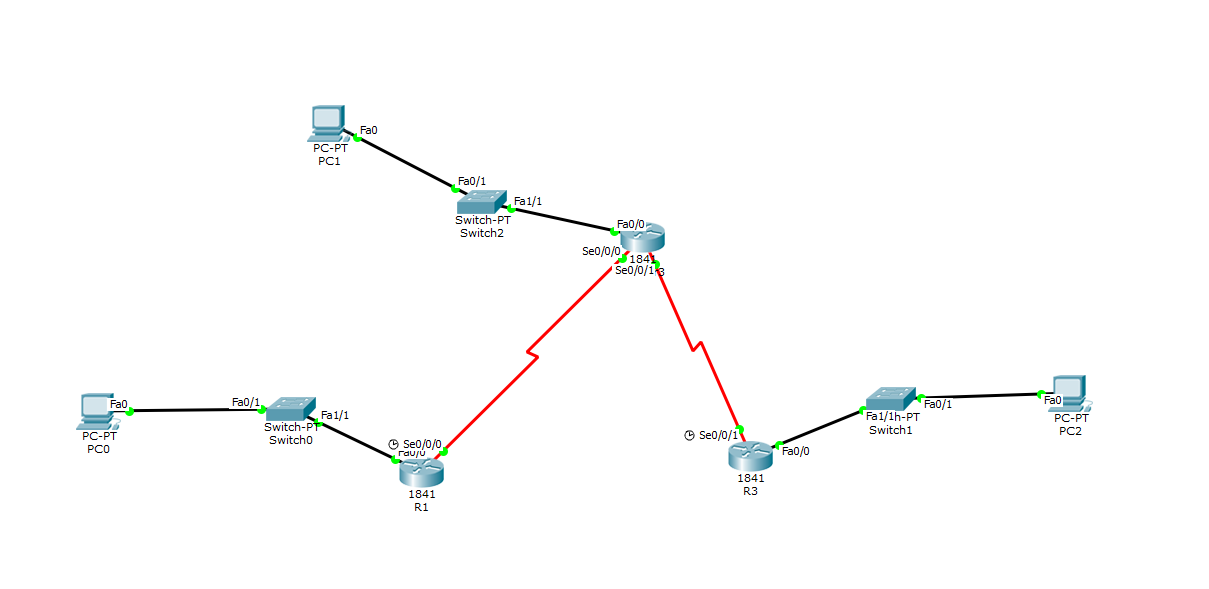 Fa0
PC-PT
PC1
Fa0/1
Fa1/1
Switch-PT
Switch2
Fa0/0
Se0/0/0
1841
Se0/0/1
3
Fa0
PC-PT
PC0
Fa0/1
Fa1/1
Switch-PT
Switch0
Se0/0/0
Fa0/0
1841
R1
Se0/0/1
Fa0/0
1841
R3
Fa1/1h-PT
Switch1
Fa0/1
Fa0
PC-PT
PC2